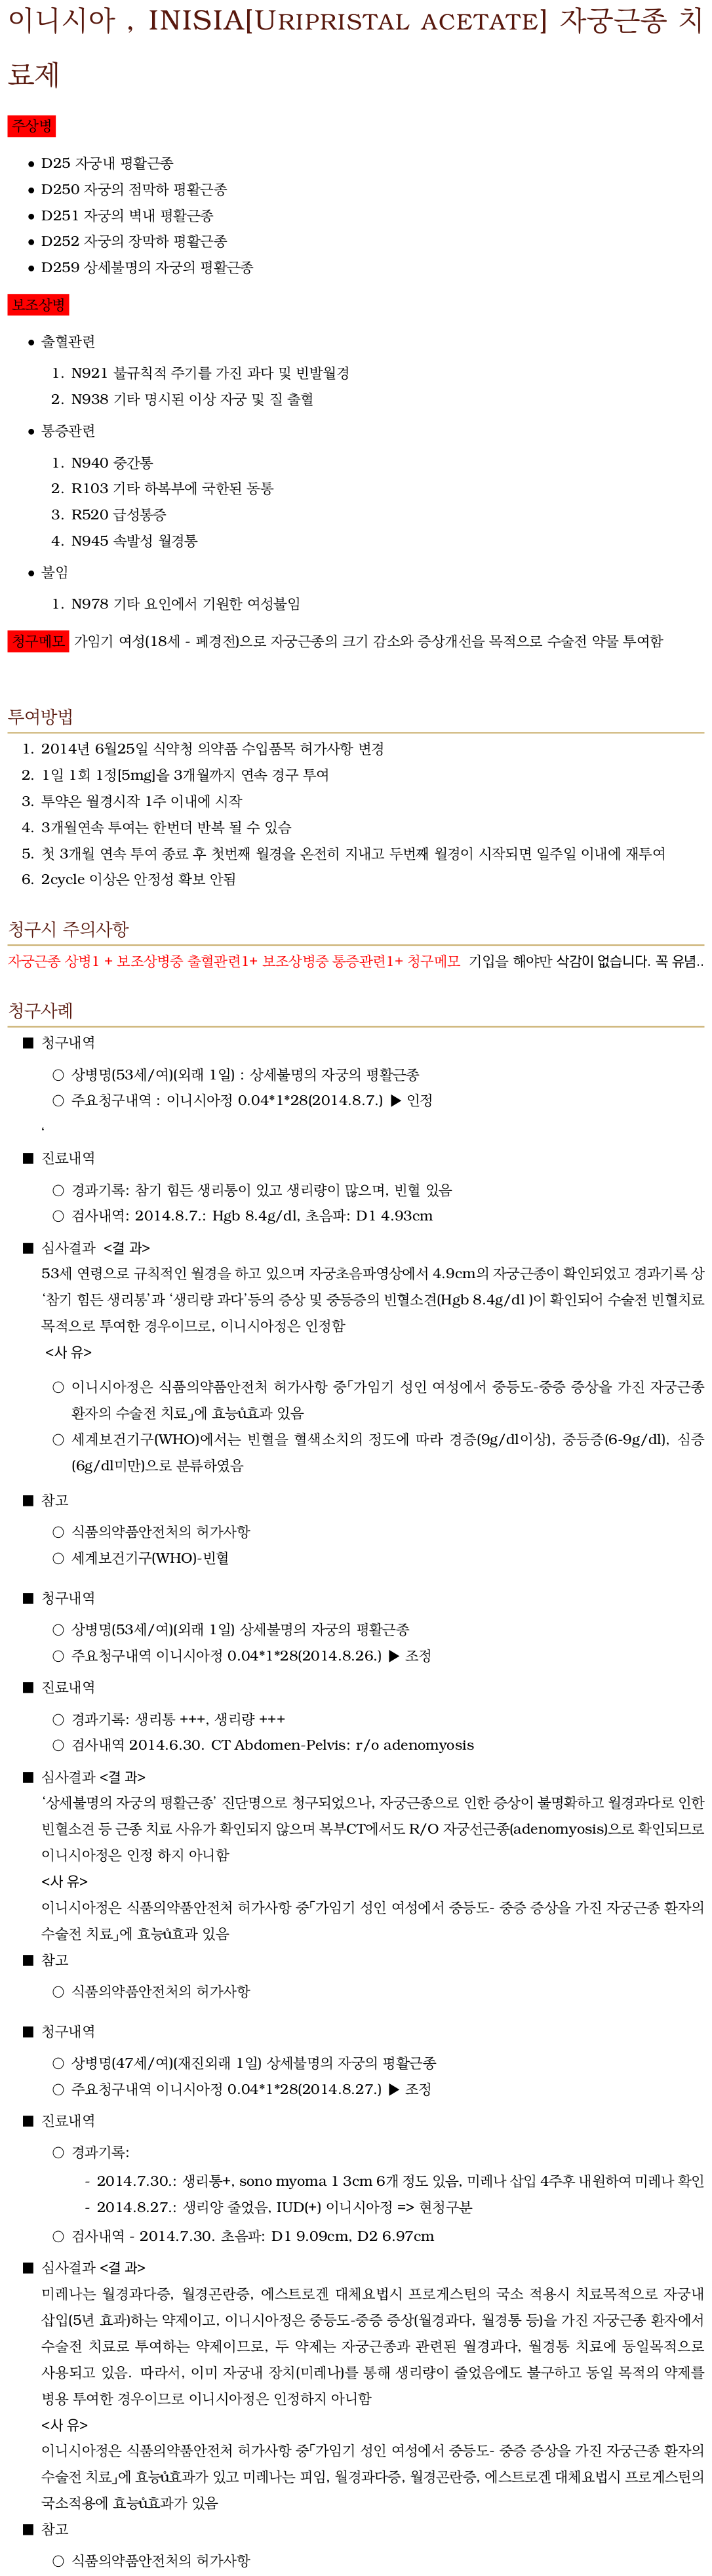 이니시아 , INISIA[URIPRISTAL ACETATE] 자궁근종 치
료제
주상병
• D25 자궁내 평활근종
• D250 자궁의 점막하 평활근종
• D251 자궁의 벽내 평활근종
• D252 자궁의 장막하 평활근종
• D259 상세불명의 자궁의 평활근종
보조상병
• 출혈관련
1. N921 불규칙적 주기를 가진 과다 및 빈발월경
2. N938 기타 명시된 이상 자궁 및 질 출혈
• 통증관련
1. N940 중간통
2. R103 기타 하복부에 국한된 동통
3. R520 급성통증
4. N945 속발성 월경통
• 불임
1. N978 기타 요인에서 기원한 여성불임
청구메모 가임기 여성(18세 - 폐경전)으로 자궁근종의 크기 감소와 증상개선을 목적으로 수술전 약물 투여함
투여방법
1. 2014년 6월25일 식약청 의약품 수입품목 허가사항 변경
2. 1일 1회 1정[5mg]을 3개월까지 연속 경구 투여
3. 투약은 월경시작 1주 이내에 시작
4. 3개월연속 투여는 한번더 반복 될 수 있슴
5. 첫 3개월 연속 투여 종료 후 첫번째 월경을 온전히 지내고 두번째 월경이 시작되면 일주일 이내에 재투여
6. 2cycle 이상은 안정성 확보 안됨
청구시 주의사항
자궁근종 상병1 + 보조상병중 출혈관련1+ 보조상병중 통증관련1+ 청구메모 기입을 해야만 삭감이 없습니다. 꼭 유념..
청구사례
■ 청구내역
○ 상병명(53세/여)(외래 1일) : 상세불명의 자궁의 평활근종
○ 주요청구내역 : 이니시아정 0.04*1*28(2014.8.7.) ▶ 인정
‘
■ 진료내역
○ 경과기록: 참기 힘든 생리통이 있고 생리량이 많으며, 빈혈 있음
○ 검사내역: 2014.8.7.: Hgb 8.4g/dl, 초음파: D1 4.93cm
■ 심사결과 <결 과>
53세 연령으로 규칙적인 월경을 하고 있으며 자궁초음파영상에서 4.9cm의 자궁근종이 확인되었고 경과기록 상
‘참기 힘든 생리통’과 ‘생리량 과다’등의 증상 및 중등증의 빈혈소견(Hgb 8.4g/dl )이 확인되어 수술전 빈혈치료
목적으로 투여한 경우이므로, 이니시아정은 인정함
<사 유>
○ 이니시아정은 식품의약품안전처 허가사항 중「가임기 성인 여성에서 중등도-중증 증상을 가진 자궁근종
환자의 수술전 치료」에 효능ů효과 있음
○ 세계보건기구(WHO)에서는 빈혈을 혈색소치의 정도에 따라 경증(9g/dl이상), 중등증(6-9g/dl), 심증
(6g/dl미만)으로 분류하였음
■ 참고
○ 식품의약품안전처의 허가사항
○ 세계보건기구(WHO)-빈혈
■ 청구내역
○ 상병명(53세/여)(외래 1일) 상세불명의 자궁의 평활근종
○ 주요청구내역 이니시아정 0.04*1*28(2014.8.26.) ▶ 조정
■ 진료내역
○ 경과기록: 생리통 +++, 생리량 +++
○ 검사내역 2014.6.30. CT Abdomen-Pelvis: r/o adenomyosis
■ 심사결과 <결 과>
‘상세불명의 자궁의 평활근종’ 진단명으로 청구되었으나, 자궁근종으로 인한 증상이 불명확하고 월경과다로 인한
빈혈소견 등 근종 치료 사유가 확인되지 않으며 복부CT에서도 R/O 자궁선근종(adenomyosis)으로 확인되므로
이니시아정은 인정 하지 아니함
<사 유>
이니시아정은 식품의약품안전처 허가사항 중「가임기 성인 여성에서 중등도- 중증 증상을 가진 자궁근종 환자의
수술전 치료」에 효능ů효과 있음
■ 참고
○ 식품의약품안전처의 허가사항
■ 청구내역
○ 상병명(47세/여)(재진외래 1일) 상세불명의 자궁의 평활근종
○ 주요청구내역 이니시아정 0.04*1*28(2014.8.27.) ▶ 조정
■ 진료내역
○ 경과기록:
- 2014.7.30.: 생리통+, sono myoma 1 3cm 6개 정도 있음, 미레나 삽입 4주후 내원하여 미레나 확인
- 2014.8.27.: 생리양 줄었음, IUD(+) 이니시아정 => 현청구분
○ 검사내역 - 2014.7.30. 초음파: D1 9.09cm, D2 6.97cm
■ 심사결과 <결 과>
미레나는 월경과다증, 월경곤란증, 에스트로겐 대체요법시 프로게스틴의 국소 적용시 치료목적으로 자궁내
삽입(5년 효과)하는 약제이고, 이니시아정은 중등도-중증 증상(월경과다, 월경통 등)을 가진 자궁근종 환자에서
수술전 치료로 투여하는 약제이므로, 두 약제는 자궁근종과 관련된 월경과다, 월경통 치료에 동일목적으로
사용되고 있음. 따라서, 이미 자궁내 장치(미레나)를 통해 생리량이 줄었음에도 불구하고 동일 목적의 약제를
병용 투여한 경우이므로 이니시아정은 인정하지 아니함
<사 유>
이니시아정은 식품의약품안전처 허가사항 중「가임기 성인 여성에서 중등도- 중증 증상을 가진 자궁근종 환자의
수술전 치료」에 효능ů효과가 있고 미레나는 피임, 월경과다증, 월경곤란증, 에스트로겐 대체요법시 프로게스틴의
국소적용에 효능ů효과가 있음
■ 참고
○ 식품의약품안전처의 허가사항